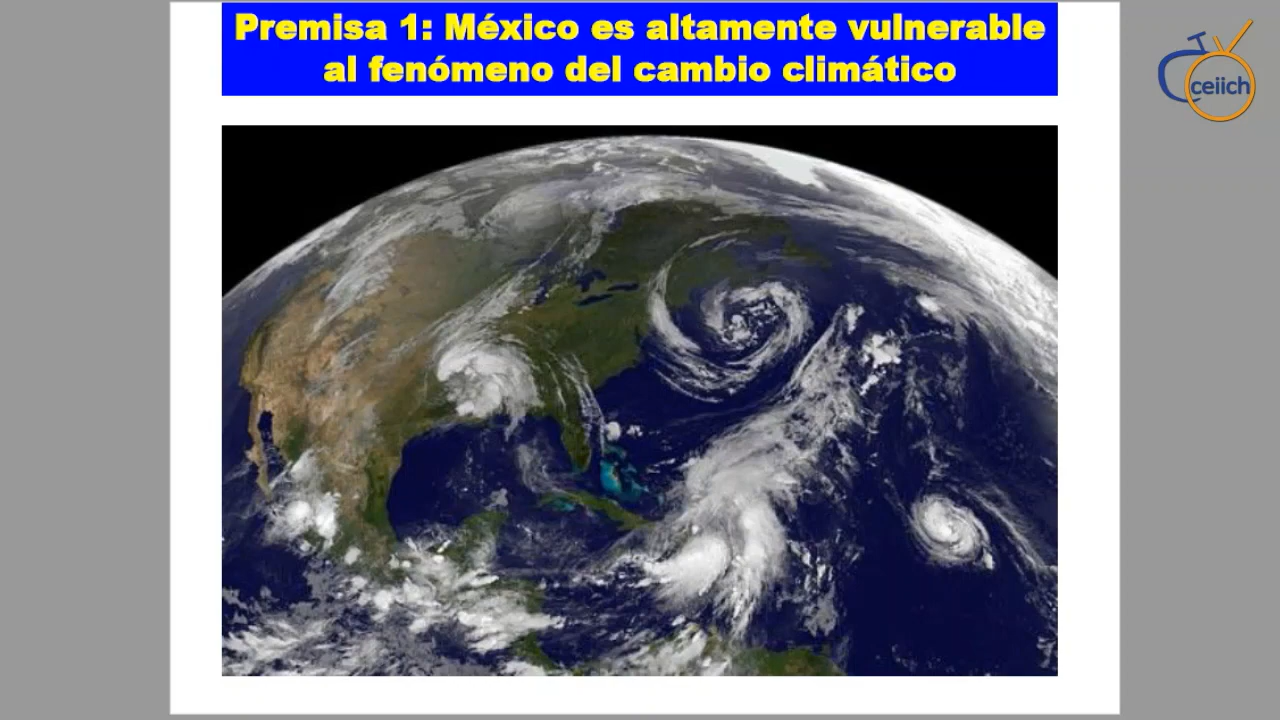 Premisa 1: México es altamente vulnerable
al fenómeno del cambio climático
ceiich